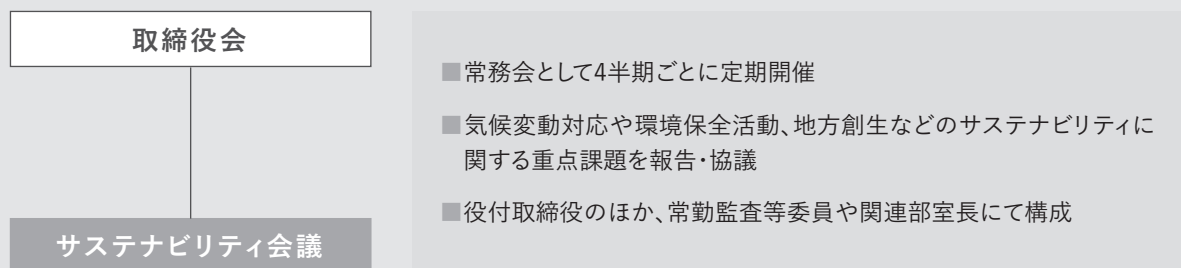 取締役会
■常務会として4半期ごとに定期開催
■気候変動対応や環境保全活動、地方創生などのサステナビリティに
関する重点課題を報告・協議
■役付取締役のほか、常勤監査等委員や関連部室長にて構成
サステナビリティ会議